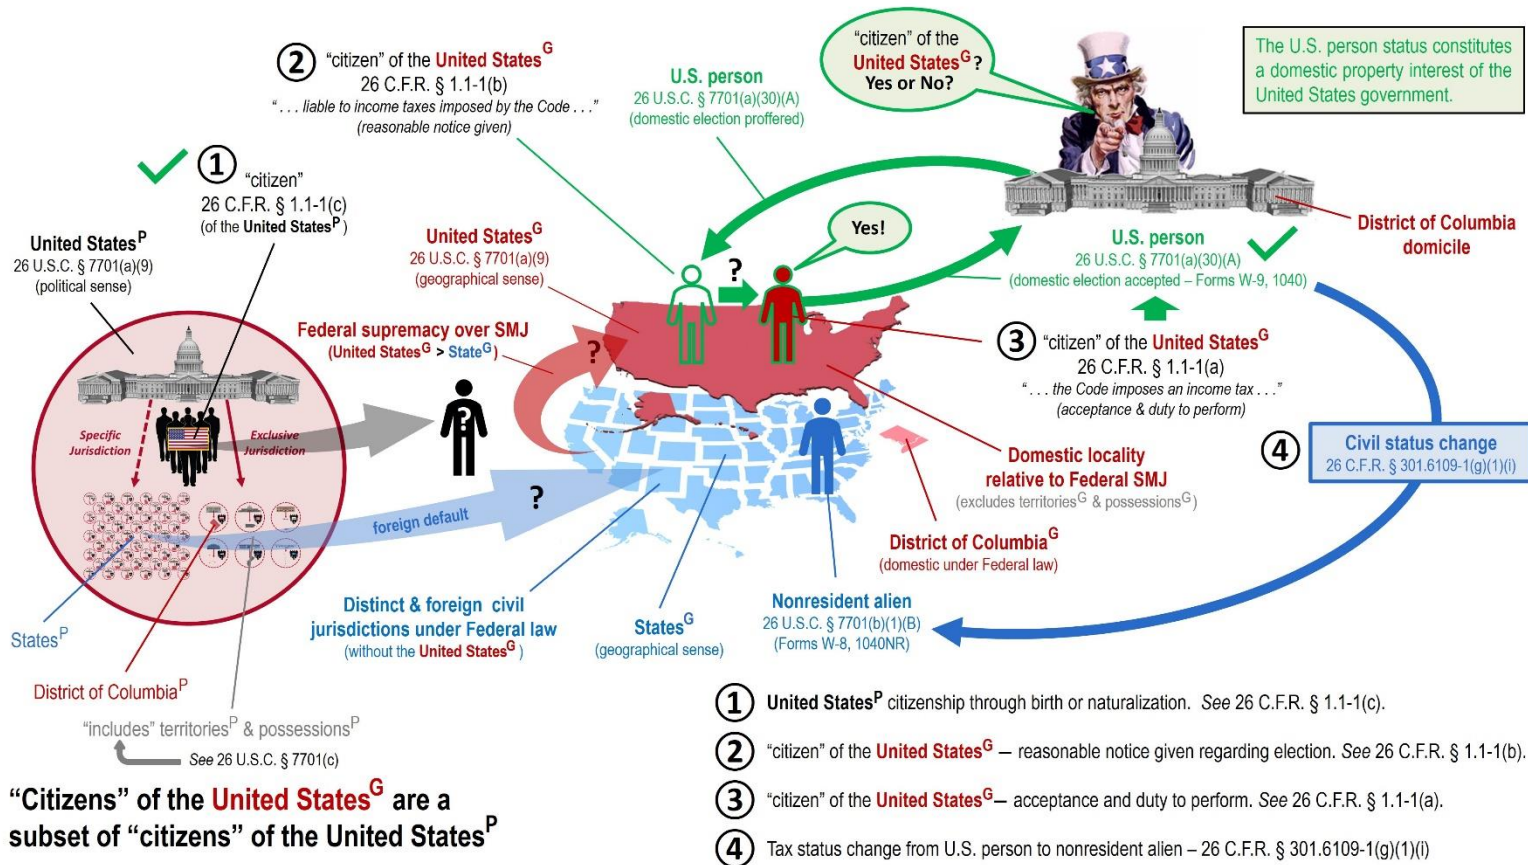 ② “citizen” of the United Statesᴳ
26 C.F.R. § 1.1-1(b)
“ . . . liable to income taxes imposed by the Code . . .”
(reasonable notice given)
U.S. person
26 U.S.C. § 7701(a)(30)(A)
(domestic election proffered)
“citizen” of the
United Statesᴳ?
Yes or No?
The U.S. person status constitutes
a domestic property interest of the
United States government.
①
“citizen”
26 C.F.R. § 1.1-1(c)
(of the United Statesᴾ)
United Statesᴾ
26 U.S.C. § 7701(a)(9)
(political sense)
United Statesᴳ
26 U.S.C. § 7701(a)(9)
(geographical sense)
Yes!
?
District of Columbia
domicile
U.S. person
26 U.S.C. § 7701(a)(30)(A)
(domestic election accepted – Forms W-9, 1040)
Federal supremacy over SMJ
(United Statesᴳ > Stateᴳ)
?
③ “citizen” of the United Statesᴳ
26 C.F.R. § 1.1-1(a)
“ . . . the Code imposes an income tax . . .”
(acceptance & duty to perform)
Specific
Jurisdiction
Exclusive
Jurisdiction
?
④
Civil status change
26 C.F.R. § 301.6109-1(g)(1)(i)
Domestic locality
relative to Federal SMJ
(excludes territoriesᴳ & possessionsᴳ)
foreign default
?
District of Columbiaᴳ
(domestic under Federal law)
Distinct & foreign civil
jurisdictions under Federal law
(without the United Statesᴳ)
Statesᴳ
(geographical sense)
Nonresident alien
26 U.S.C. § 7701(b)(1)(B)
(Forms W-8, 1040NR)
Statesᴾ
District of Columbiaᴾ
“includes” territoriesᴾ & possessionsᴾ
See 26 U.S.C. § 7701(c)
“Citizens” of the United Statesᴳ are a
subset of “citizens” of the United Statesᴾ
① United Statesᴾ citizenship through birth or naturalization. See 26 C.F.R. § 1.1-1(c).
② “citizen” of the United Statesᴳ — reasonable notice given regarding election. See 26 C.F.R. § 1.1-1(b).
③ “citizen” of the United Statesᴳ— acceptance and duty to perform. See 26 C.F.R. § 1.1-1(a).
④ Tax status change from U.S. person to nonresident alien – 26 C.F.R. § 301.6109-1(g)(1)(i)